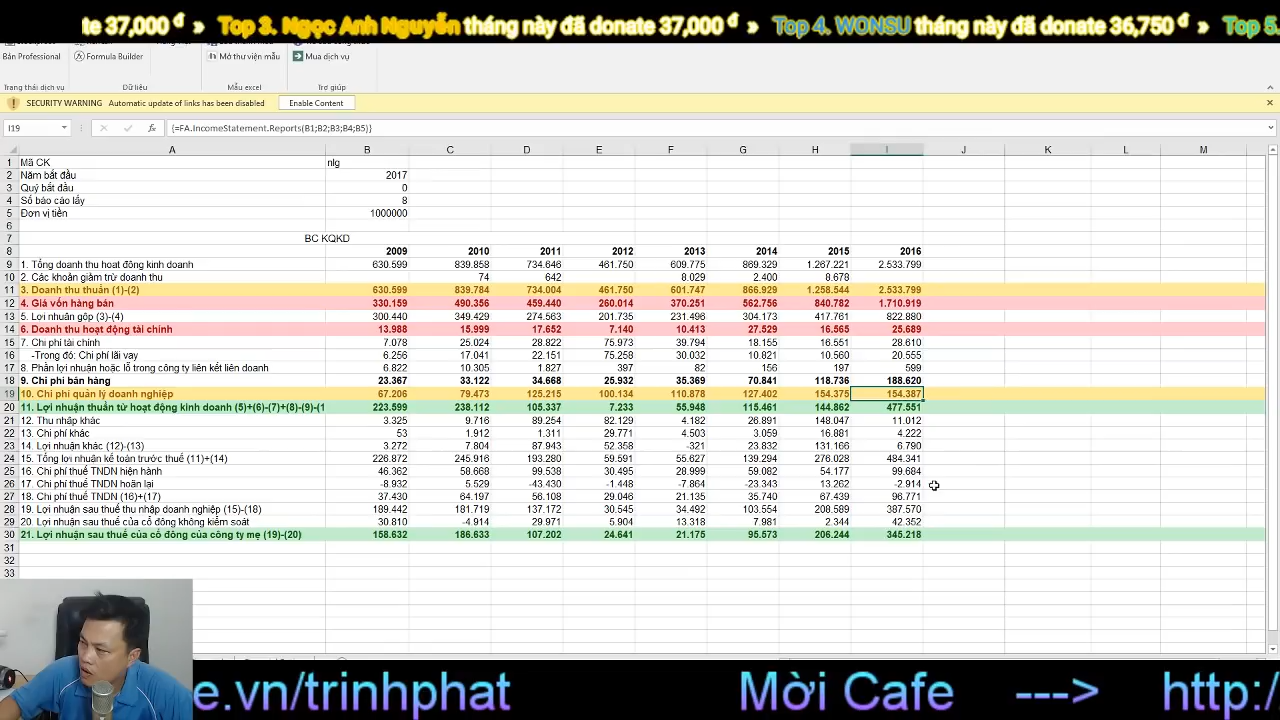 te 37,000 đ » Top 3. Ngọc Anh Nguyễn tháng này đã donate 37,000 đ » Top 4. WONSU tháng này đã donate 36,750 đ » Top 5.
Bản Professional Formula Builder Mở thư viện mẫu Mua dịch vụ
Trạng thái dịch vụ Dữ liệu Mẫu excel Trợ giúp
SECURITY WARNING Automatic update of links has been disabled Enable Content
I19 fx {=FA.IncomeStatement.Reports(B1;B2;B3;B4;B5)}
A B C D E F G H I J K L M
1 Mã CK nlg
2 Năm bắt đầu 2017
3 Quý bắt đầu 0
4 Số báo cáo lấy 8
5 Đơn vị tiền 1000000
6
7 BC KQKD
8 2009 2010 2011 2012 2013 2014 2015 2016
9 1. Tổng doanh thu hoạt động kinh doanh 630.599 839.858 734.646 461.750 609.775 869.329 1.267.221 2.533.799
10 2. Các khoản giảm trừ doanh thu 74 642 8.029 2.400 8.678
11 3. Doanh thu thuần (1)-(2) 630.599 839.784 734.004 461.750 601.747 866.929 1.258.544 2.533.799
12 4. Giá vốn hàng bán 330.159 490.356 459.440 260.014 370.251 562.756 840.782 1.710.919
13 5. Lợi nhuận gộp (3)-(4) 300.440 349.429 274.563 201.735 231.496 304.173 417.761 822.880
14 6. Doanh thu hoạt động tài chính 13.988 15.999 17.652 7.140 10.413 27.529 16.565 25.689
15 7. Chi phí tài chính 7.078 25.024 28.822 75.973 39.794 18.155 16.551 28.610
16 -Trong đó: Chi phí lãi vay 6.256 17.041 22.151 75.258 30.032 10.821 10.560 20.555
17 8. Phần lợi nhuận hoặc lỗ trong công ty liên kết liên doanh 6.822 10.305 1.827 397 82 156 197 599
18 9. Chi phí bán hàng 23.367 33.122 34.668 25.932 35.369 70.841 118.736 188.620
19 10. Chi phí quản lý doanh nghiệp 67.206 79.473 125.215 100.134 110.878 127.402 154.375 154.387
20 11. Lợi nhuận thuần từ hoạt động kinh doanh (5)+(6)-(7)+(8)-(9)-(1 223.599 238.112 105.337 7.233 55.948 115.461 144.862 477.551
21 12. Thu nhập khác 3.325 9.716 89.254 82.129 4.182 26.891 148.047 11.012
22 13. Chi phí khác 53 1.912 1.311 29.771 4.503 3.059 16.881 4.222
23 14. Lợi nhuận khác (12)-(13) 3.272 7.804 87.943 52.358 -321 23.832 131.166 6.790
24 15. Tổng lợi nhuận kế toán trước thuế (11)+(14) 226.872 245.916 193.280 59.591 55.627 139.294 276.028 484.341
25 16. Chi phí thuế TNDN hiện hành 46.362 58.668 99.538 30.495 28.999 59.082 54.177 99.684
26 17. Chi phí thuế TNDN hoãn lại -8.932 5.529 -43.430 -1.448 -7.864 -23.343 13.262 -2.914
27 18. Chi phí thuế TNDN (16)+(17) 37.430 64.197 56.108 29.046 21.135 35.740 67.439 96.771
28 19. Lợi nhuận sau thuế thu nhập doanh nghiệp (15)-(18) 189.442 181.719 137.172 30.545 34.492 103.554 208.589 387.570
29 20. Lợi nhuận sau thuế của cổ đông không kiểm soát 30.810 -4.914 29.971 5.904 13.318 7.981 2.344 42.352
30 21. Lợi nhuận sau thuế của cổ đông của công ty mẹ (19)-(20) 158.632 186.633 107.202 24.641 21.175 95.573 206.244 345.218
31
32
33
e.vn/trinhphat Mời Cafe ---> http:/